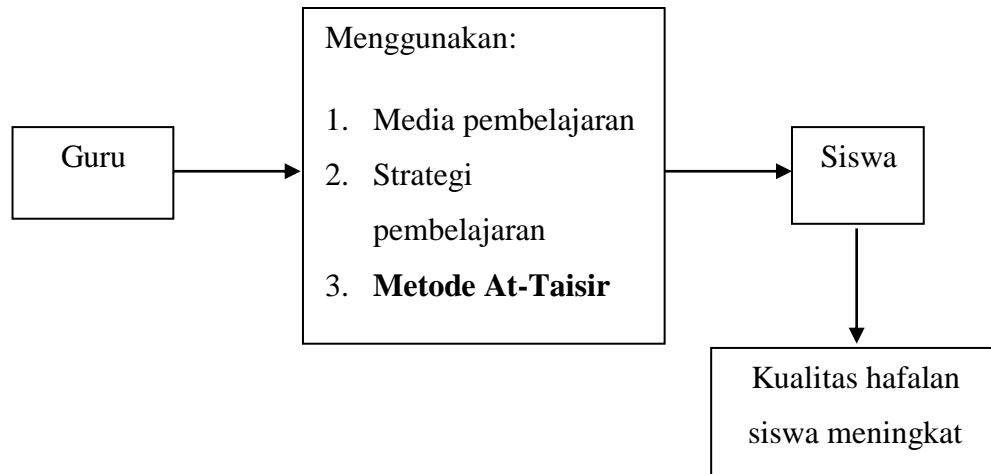 Guru
Menggunakan:
1. Media pembelajaran
2. Strategi
pembelajaran
3. Metode At-Taisir
Siswa
Kualitas hafalan
siswa meningkat